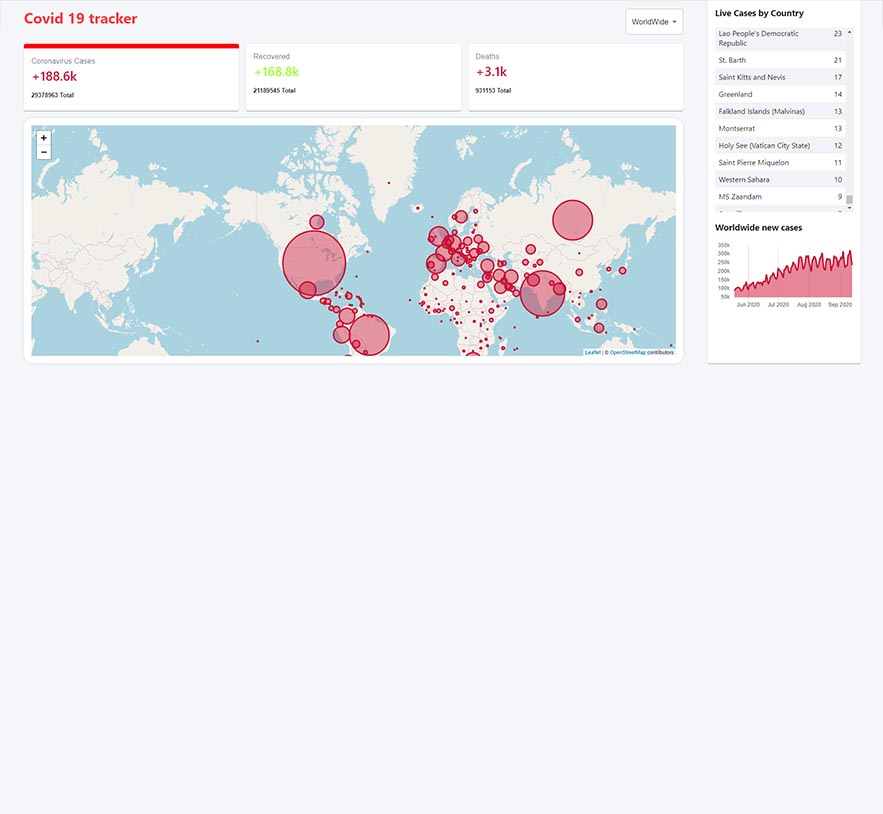 Covid 19 tracker
WorldWide
Coronavirus Cases
+188.6k
29378963 Total
Recovered
+168.8k
21189545 Total
Deaths
+3.1k
931153 Total
+
−
Leaflet | © OpenStreetMap contributors
Live Cases by Country
Lao People's Democratic 23
Republic
St. Barth 21
Saint Kitts and Nevis 17
Greenland 14
Falkland Islands (Malvinas) 13
Montserrat 13
Holy See (Vatican City State) 12
Saint Pierre Miquelon 11
Western Sahara 10
MS Zaandam 9
Worldwide new cases
350k
300k
250k
200k
150k
100k
50k
Jun 2020 Jul 2020 Aug 2020 Sep 2020